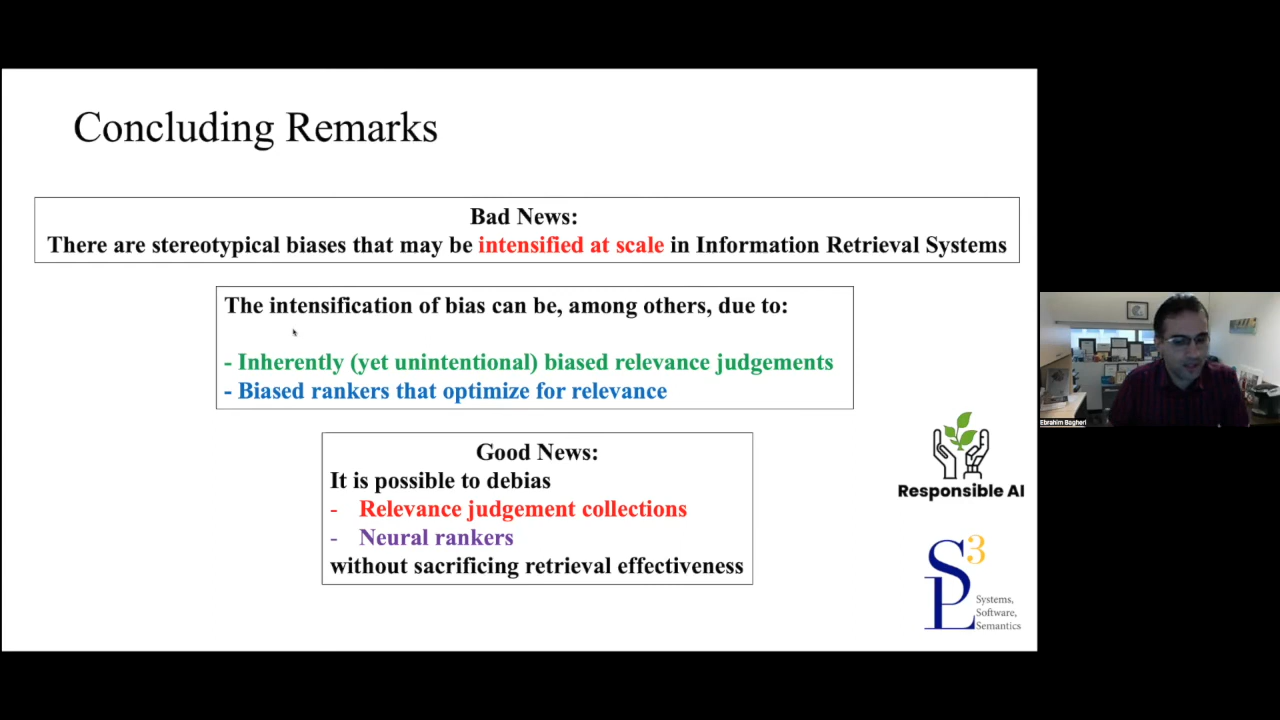 Concluding Remarks
Bad News:
There are stereotypical biases that may be intensified at scale in Information Retrieval Systems
The intensification of bias can be, among others, due to:
- Inherently (yet unintentional) biased relevance judgements
- Biased rankers that optimize for relevance
Good News:
It is possible to debias
- Relevance judgement collections
- Neural rankers
without sacrificing retrieval effectiveness
Responsible AI
LS3
Systems,
Software,
Semantics
Ebrahim Bagheri